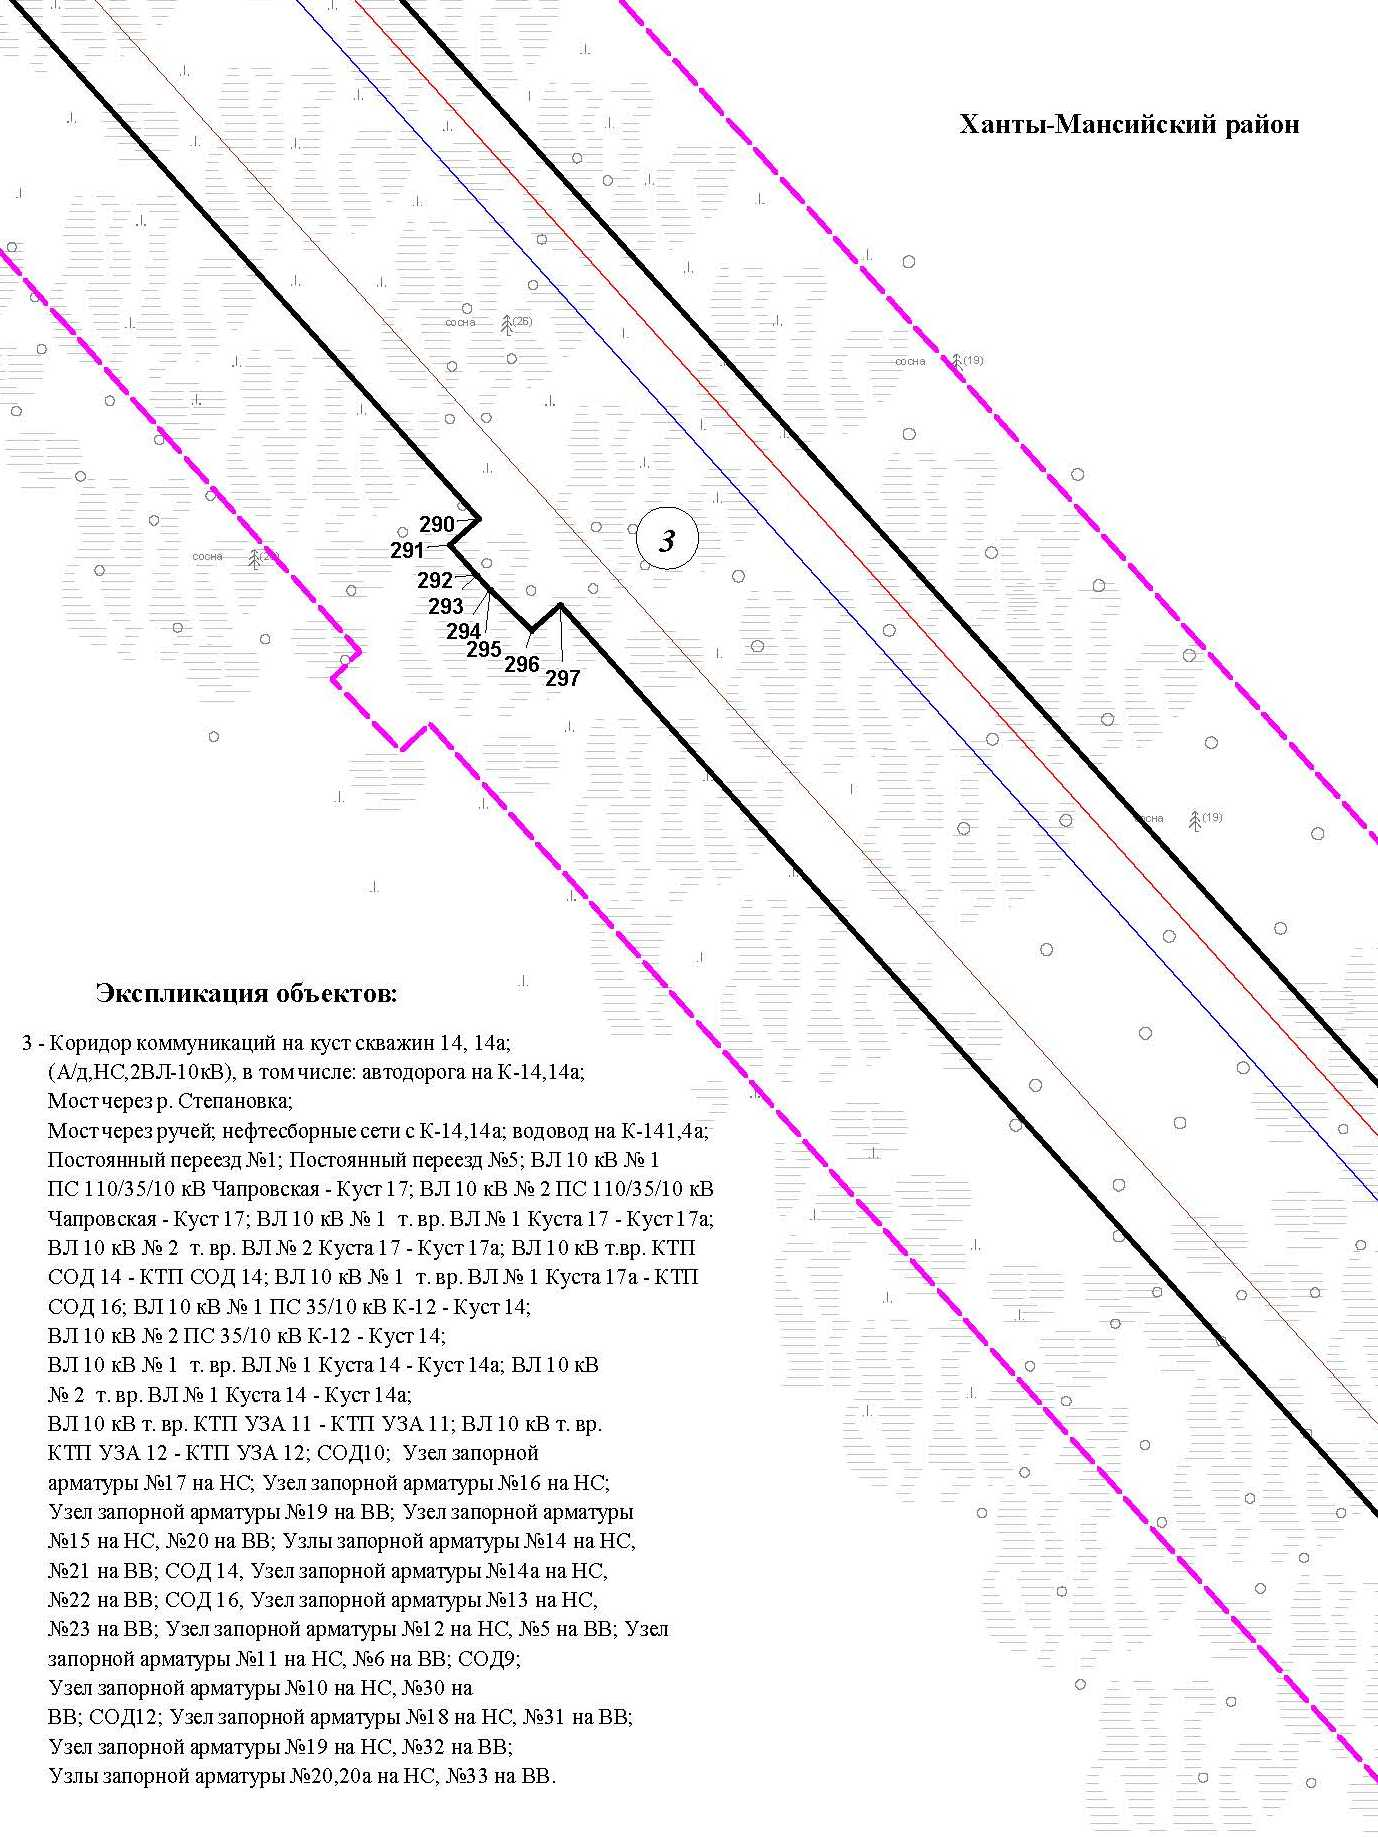 Ханты-Мансийский район
сосна (26)
сосна (19)
290
291
сосна
292
293
294
295
296
297
3
сосна (19)
Экспликация объектов:
3 - Коридор коммуникаций на куст скважин 14, 14а;
(А/д,НС,2ВЛ-10кВ), в том числе: автодорога на К-14,14а;
Мост через р. Степановка;
Мост через ручей; нефтесборные сети с К-14,14а; водовод на К-141,4а;
Постоянный переезд №1; Постоянный переезд №5; ВЛ 10 кВ № 1
ПС 110/35/10 кВ Чапровская - Куст 17; ВЛ 10 кВ № 2 ПС 110/35/10 кВ
Чапровская - Куст 17; ВЛ 10 кВ № 1 т. вр. ВЛ № 1 Куста 17 - Куст 17а;
ВЛ 10 кВ № 2 т. вр. ВЛ № 2 Куста 17 - Куст 17а; ВЛ 10 кВ т.вр. КТП
СОД 14 - КТП СОД 14; ВЛ 10 кВ № 1 т. вр. ВЛ № 1 Куста 17а - КТП
СОД 16; ВЛ 10 кВ № 1 ПС 35/10 кВ К-12 - Куст 14;
ВЛ 10 кВ № 2 ПС 35/10 кВ К-12 - Куст 14;
ВЛ 10 кВ № 1 т. вр. ВЛ № 1 Куста 14 - Куст 14а; ВЛ 10 кВ
№ 2 т. вр. ВЛ № 1 Куста 14 - Куст 14а;
ВЛ 10 кВ т. вр. КТП УЗА 11 - КТП УЗА 11; ВЛ 10 кВ т. вр.
КТП УЗА 12 - КТП УЗА 12; СОД10; Узел запорной
арматуры №17 на НС; Узел запорной арматуры №16 на НС;
Узел запорной арматуры №19 на ВВ; Узел запорной арматуры
№15 на НС, №20 на ВВ; Узлы запорной арматуры №14 на НС,
№21 на ВВ; СОД 14, Узел запорной арматуры №14а на НС,
№22 на ВВ; СОД 16, Узел запорной арматуры №13 на НС,
№23 на ВВ; Узел запорной арматуры №12 на НС, №5 на ВВ; Узел
запорной арматуры №11 на НС, №6 на ВВ; СОД9;
Узел запорной арматуры №10 на НС, №30 на
ВВ; СОД12; Узел запорной арматуры №18 на НС, №31 на ВВ;
Узел запорной арматуры №19 на НС, №32 на ВВ;
Узлы запорной арматуры №20,20а на НС, №33 на ВВ.